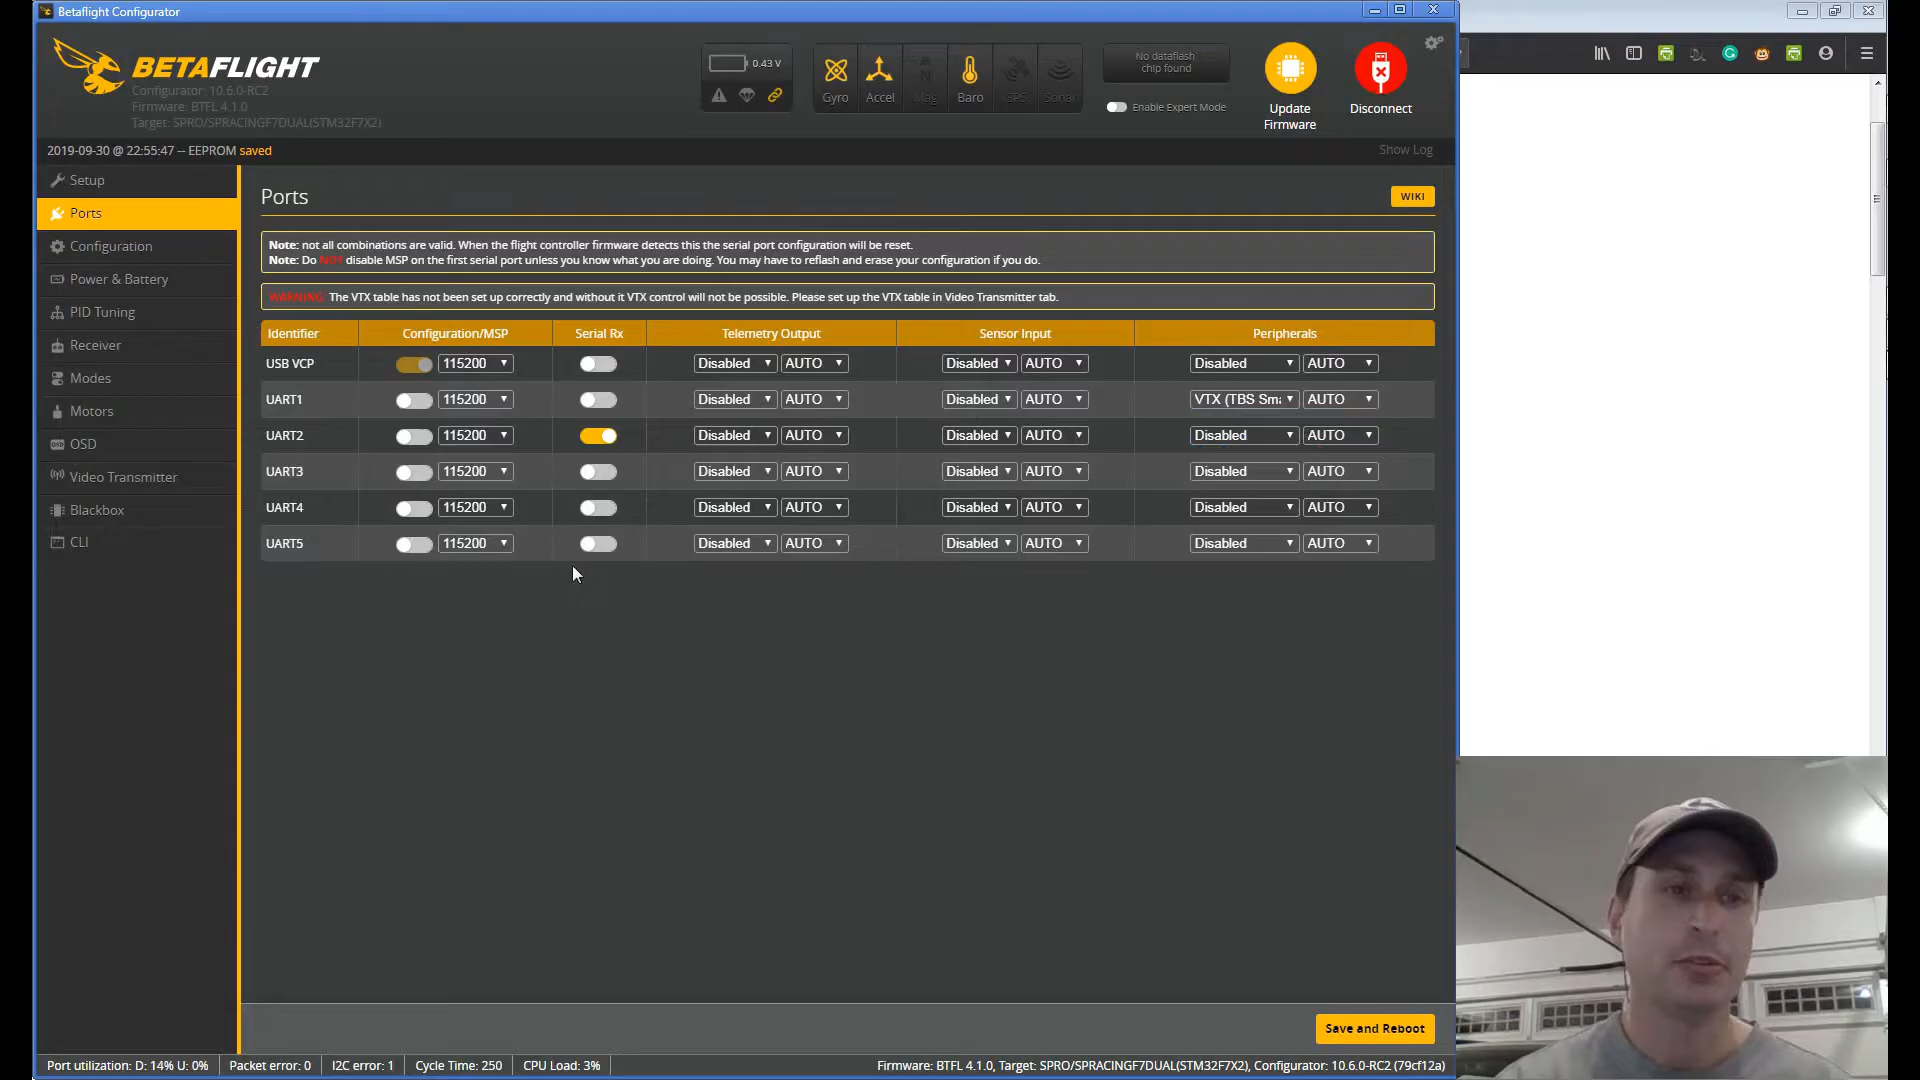 Betaflight Configurator
BETAFLIGHT
Configurator: 10.6.0-RC2
Firmware: BTFL 4.1.0
Target: SPRO/SPRACINGF7DUAL(STM32F7X2)
0.43 V
Gyro Accel Mag Baro GPS Sonar
No dataflash
chip found
Enable Expert Mode
Update
Firmware
Disconnect
2019-09-30 @ 22:55:47 -- EEPROM saved
Show Log
Setup
Ports
Configuration
Power & Battery
PID Tuning
Receiver
Modes
Motors
OSD
Video Transmitter
Blackbox
CLI
Ports
WIKI
Note: not all combinations are valid. When the flight controller firmware detects this the serial port configuration will be reset.
Note: Do NOT disable MSP on the first serial port unless you know what you are doing. You may have to reflash and erase your configuration if you do.
WARNING: The VTX table has not been set up correctly and without it VTX control will not be possible. Please set up the VTX table in Video Transmitter tab.
Identifier Configuration/MSP Serial Rx Telemetry Output Sensor Input Peripherals
USB VCP 115200 Disabled AUTO Disabled AUTO Disabled AUTO
UART1 115200 Disabled AUTO Disabled AUTO VTX (TBS Sma AUTO
UART2 115200 Disabled AUTO Disabled AUTO Disabled AUTO
UART3 115200 Disabled AUTO Disabled AUTO Disabled AUTO
UART4 115200 Disabled AUTO Disabled AUTO Disabled AUTO
UART5 115200 Disabled AUTO Disabled AUTO Disabled AUTO
Save and Reboot
Port utilization: D: 14% U: 0% Packet error: 0 I2C error: 1 Cycle Time: 250 CPU Load: 3% Firmware: BTFL 4.1.0, Target: SPRO/SPRACINGF7DUAL(STM32F7X2), Configurator: 10.6.0-RC2 (79cf12a)